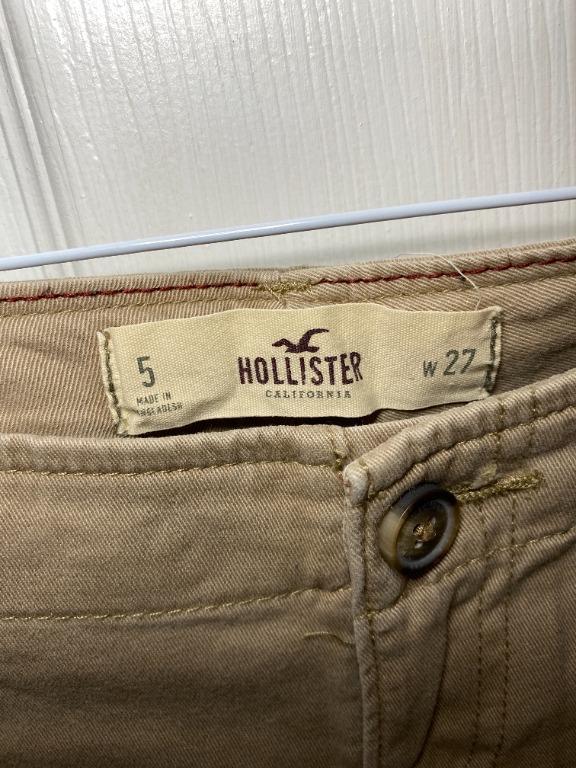 5
MADE IN
BANGLADESH
HOLLISTER
CALIFORNIA
W 27